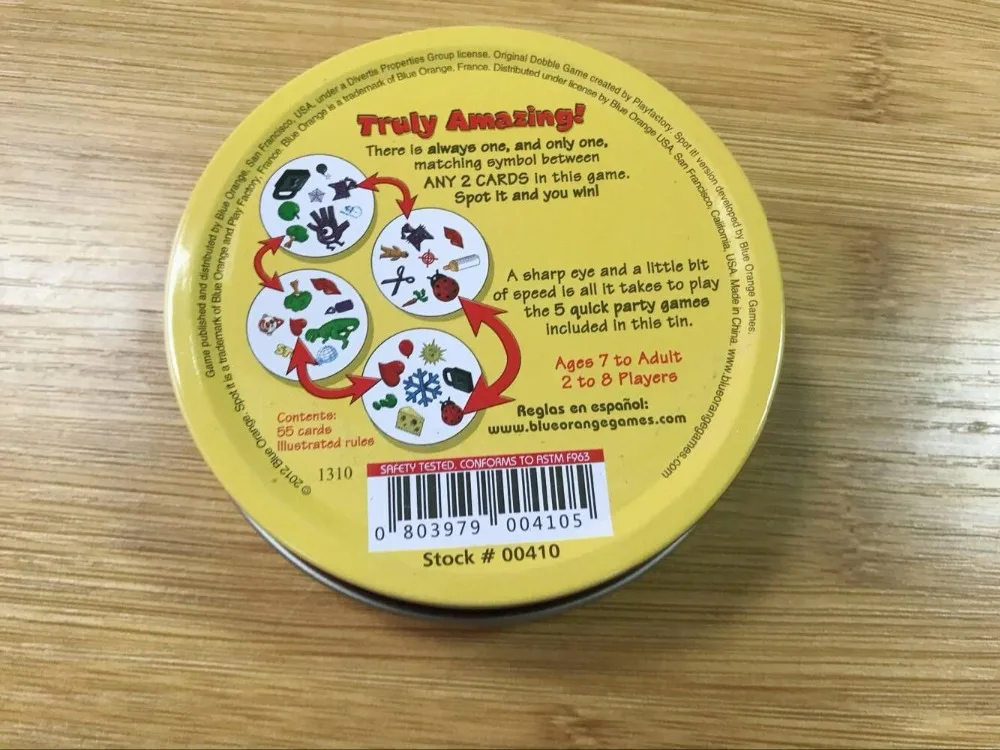 Game published and distributed by Blue Orange, San Francisco, USA, under a Divertis Properties Group license. Original Dobble Game created by Playfactory. Spot it! version developed by Blue Orange Games.
© 2012 Blue Orange. Spot it is a trademark of Blue Orange and Play Factory, France. Blue Orange is a trademark of Blue Orange, France. Distributed under license by Blue Orange USA, San Francisco, California, USA. Made in China. www.blueorangegames.com
Truly Amazing!
There is always one, and only one,
matching symbol between
ANY 2 CARDS in this game.
Spot it and you win!
A sharp eye and a little bit
of speed is all it takes to play
the 5 quick party games
included in this tin.
Ages 7 to Adult
2 to 8 Players
Reglas en español:
www.blueorangegames.com
Contents:
55 cards
Illustrated rules
1310
SAFETY TESTED. CONFORMS TO ASTM F963
0 803979 004105
Stock # 00410